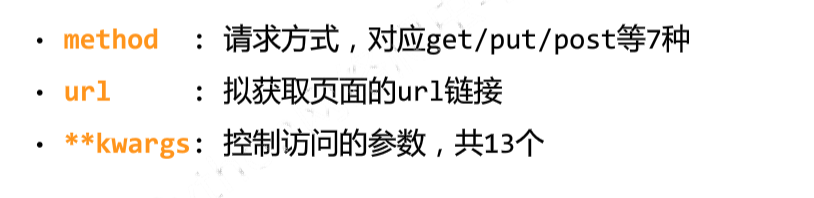 • method : 请求方式,对应get/put/post等7种
• url : 拟获取页面的url链接
• **kwargs: 控制访问的参数,共13个